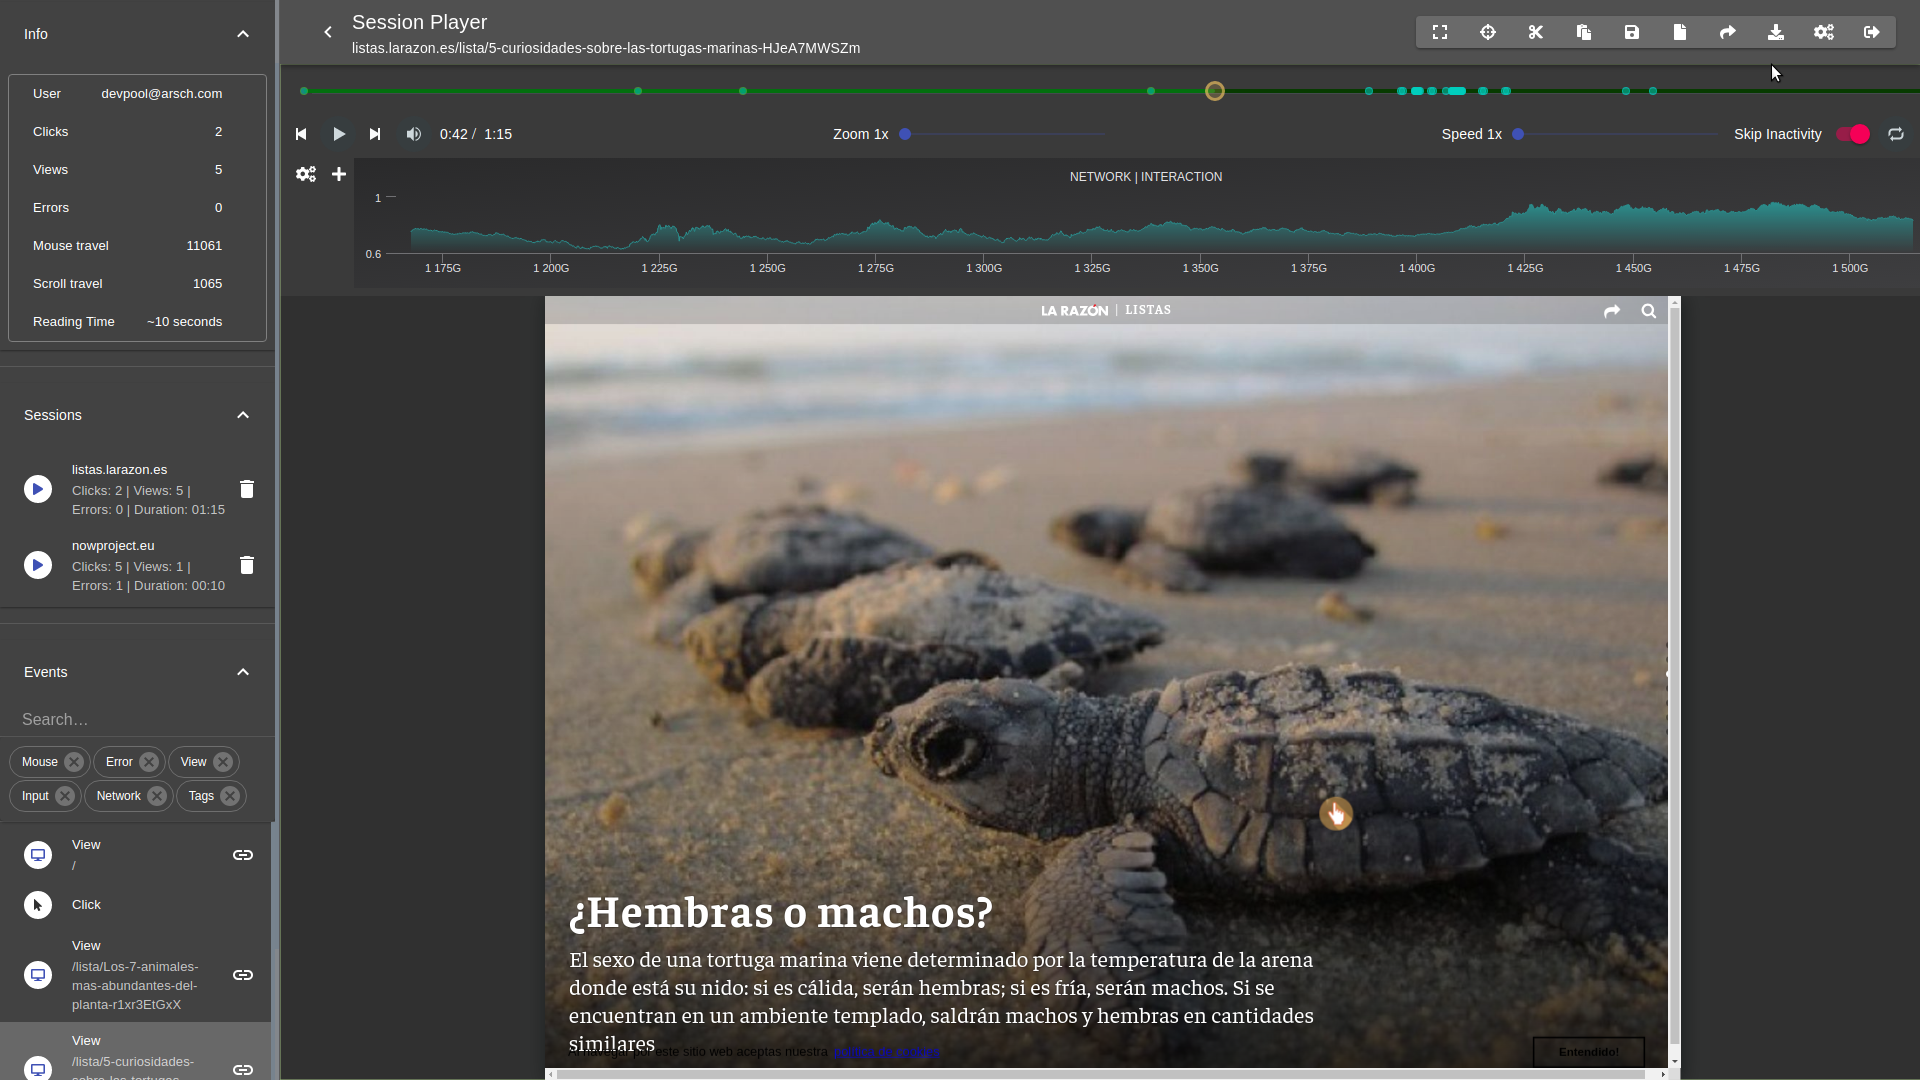 Info
User devpool@arsch.com
Clicks 2
Views 5
Errors 0
Mouse travel 11061
Scroll travel 1065
Reading Time ~10 seconds
Sessions
listas.larazon.es
Clicks: 2 | Views: 5 |
Errors: 0 | Duration: 01:15
nowproject.eu
Clicks: 5 | Views: 1 |
Errors: 1 | Duration: 00:10
Events
Search…
Mouse Error View
Input Network Tags
View
/
Click
View
/lista/Los-7-animales-
mas-abundantes-del-
planta-r1xr3EtGxX
View
/lista/5-curiosidades-
sobre-las-tortugas-
Session Player
listas.larazon.es/lista/5-curiosidades-sobre-las-tortugas-marinas-HJeA7MWSZm
0:42 / 1:15 Zoom 1x Speed 1x Skip Inactivity
NETWORK | INTERACTION
1
0.6
1 175G 1 200G 1 225G 1 250G 1 275G 1 300G 1 325G 1 350G 1 375G 1 400G 1 425G 1 450G 1 475G 1 500G
LA RAZÓN | LISTAS
¿Hembras o machos?
El sexo de una tortuga marina viene determinado por la temperatura de la arena
donde está su nido: si es cálida, serán hembras; si es fría, serán machos. Si se
encuentran en un ambiente templado, saldrán machos y hembras en cantidades
similares
Al navegar por este sitio web aceptas nuestra política de cookies
Entendido!